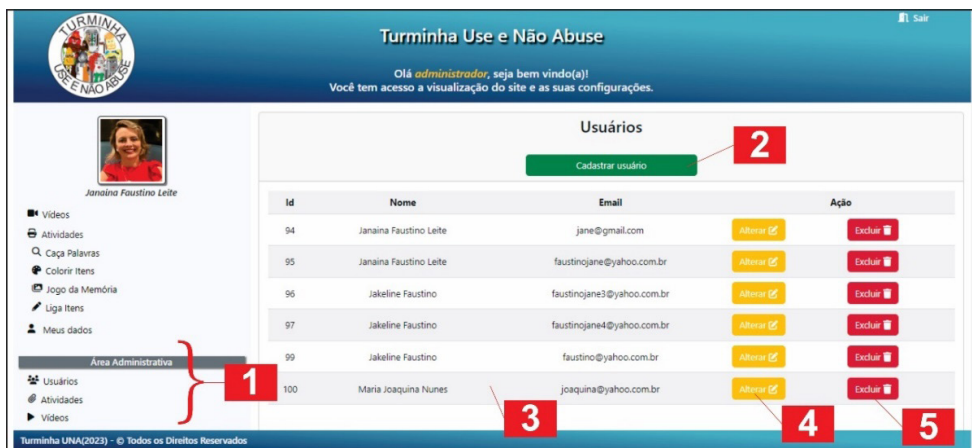 TURMINHA
USE E NÃO ABUSE
Turminha Use e Não Abuse
Sair
Olá administrador, seja bem vindo(a)!
Você tem acesso a visualização do site e as suas configurações.
Janaina Faustino Leite
Vídeos
Atividades
Caça Palavras
Colorir Itens
Jogo da Memória
Liga Itens
Meus dados
Área Administrativa
Usuários
Atividades
Vídeos
1
Usuários
Cadastrar usuário
2
Id Nome Email Ação
94 Janaina Faustino Leite jane@gmail.com Alterar Excluir
95 Janaina Faustino Leite faustinojane@yahoo.com.br Alterar Excluir
96 Jakeline Faustino faustinojane3@yahoo.com.br Alterar Excluir
97 Jakeline Faustino faustinojane4@yahoo.com.br Alterar Excluir
99 Jakeline Faustino faustino@yahoo.com.br Alterar Excluir
100 Maria Joaquina Nunes joaquina@yahoo.com.br Alterar Excluir
3
4
5
Turminha UNA(2023) - © Todos os Direitos Reservados